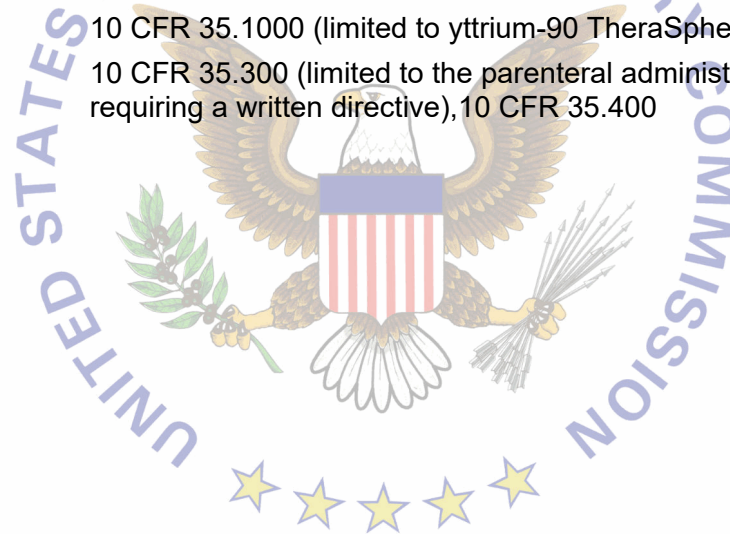 10 CFR 35.1000 (limited to yttrium-90 TheraSphe
10 CFR 35.300 (limited to the parenteral administ
requiring a written directive),10 CFR 35.400
UNITED STATES
COMMISSION